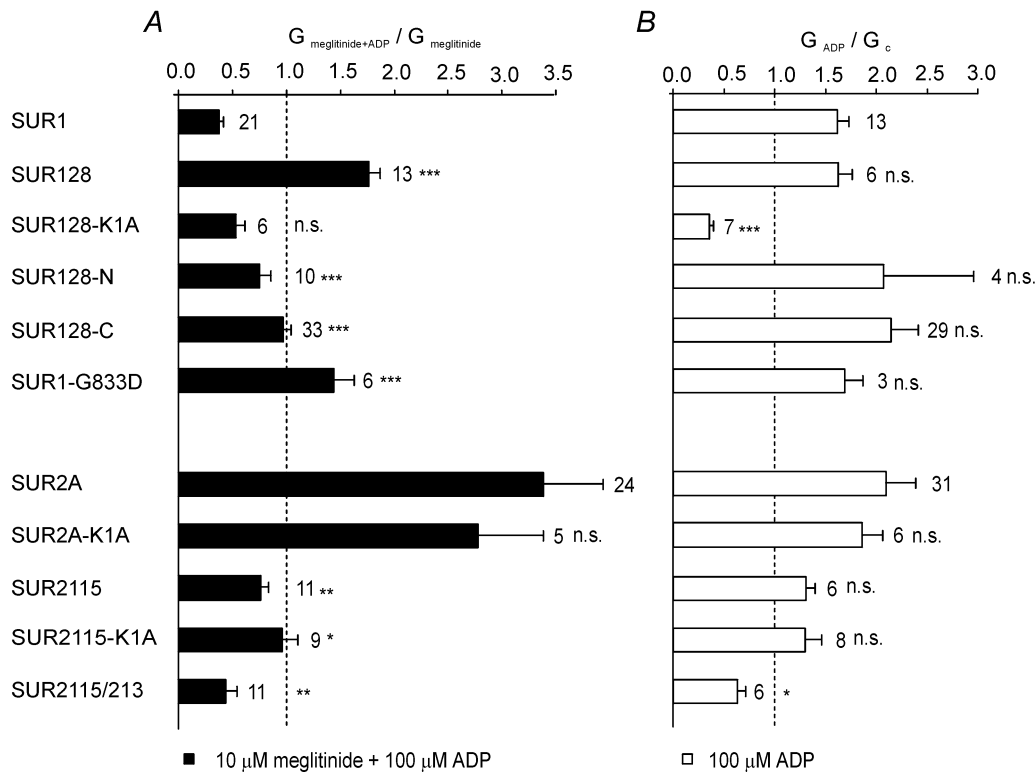 A
G meglitinide+ADP / G meglitinide
0.0 0.5 1.0 1.5 2.0 2.5 3.0 3.5
B
G ADP / G c
0.0 0.5 1.0 1.5 2.0 2.5 3.0
SUR1 21 13
SUR128 13 *** 6 n.s.
SUR128-K1A 6 n.s. 7 ***
SUR128-N 10 *** 4 n.s.
SUR128-C 33 *** 29 n.s.
SUR1-G833D 6 *** 3 n.s.
SUR2A 24 31
SUR2A-K1A 5 n.s. 6 n.s.
SUR2115 11 ** 6 n.s.
SUR2115-K1A 9 * 8 n.s.
SUR2115/213 11 ** 6 *
10 μM meglitinide + 100 μM ADP
100 μM ADP